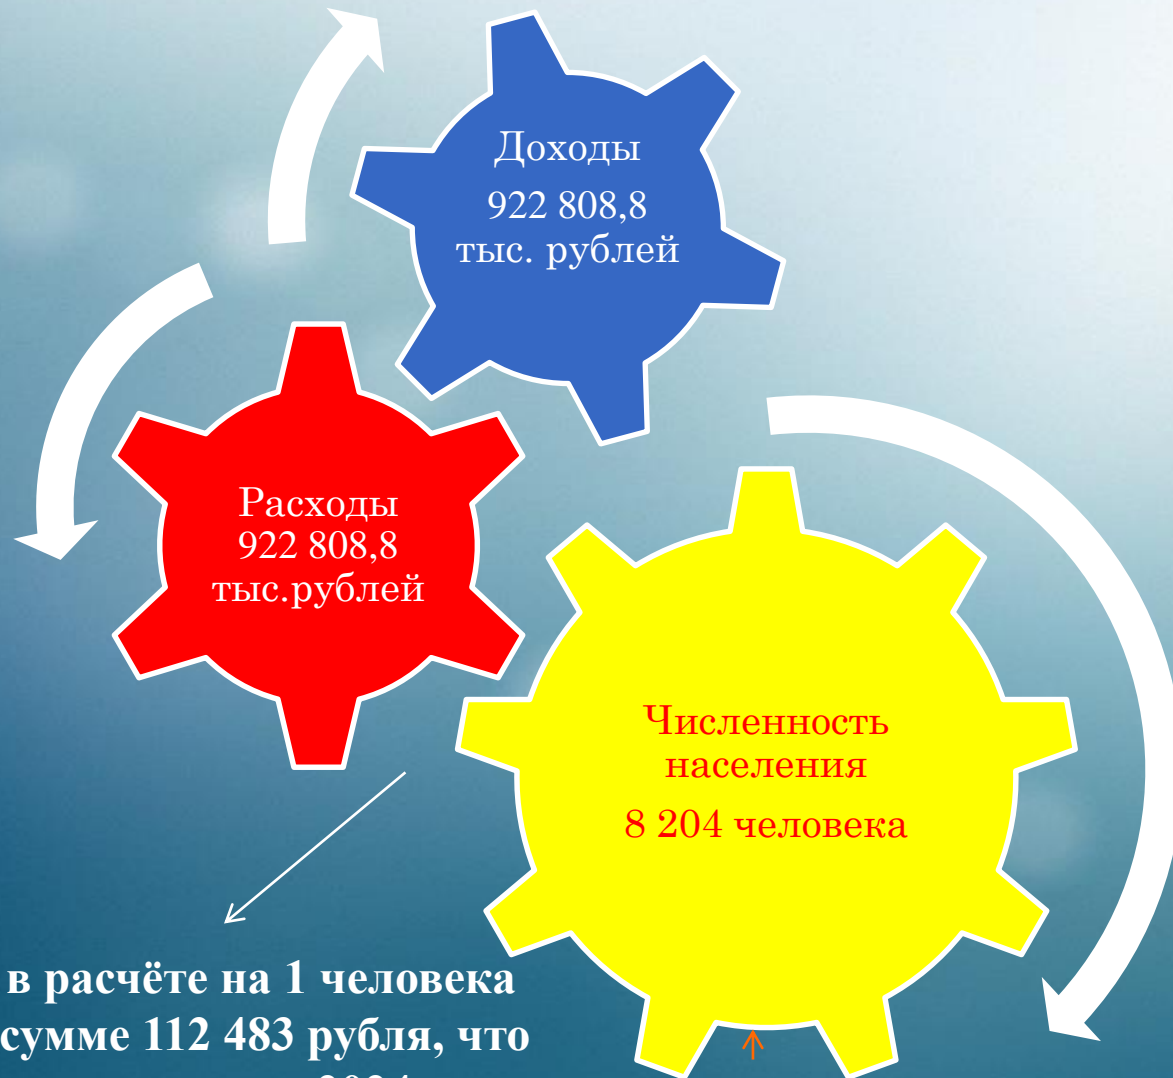 Доходы
922 808,8
тыс. рублей
Расходы
922 808,8
тыс.рублей
Численность
населения
8 204 человека
в расчёте на 1 человека
сумме 112 483 рубля, что